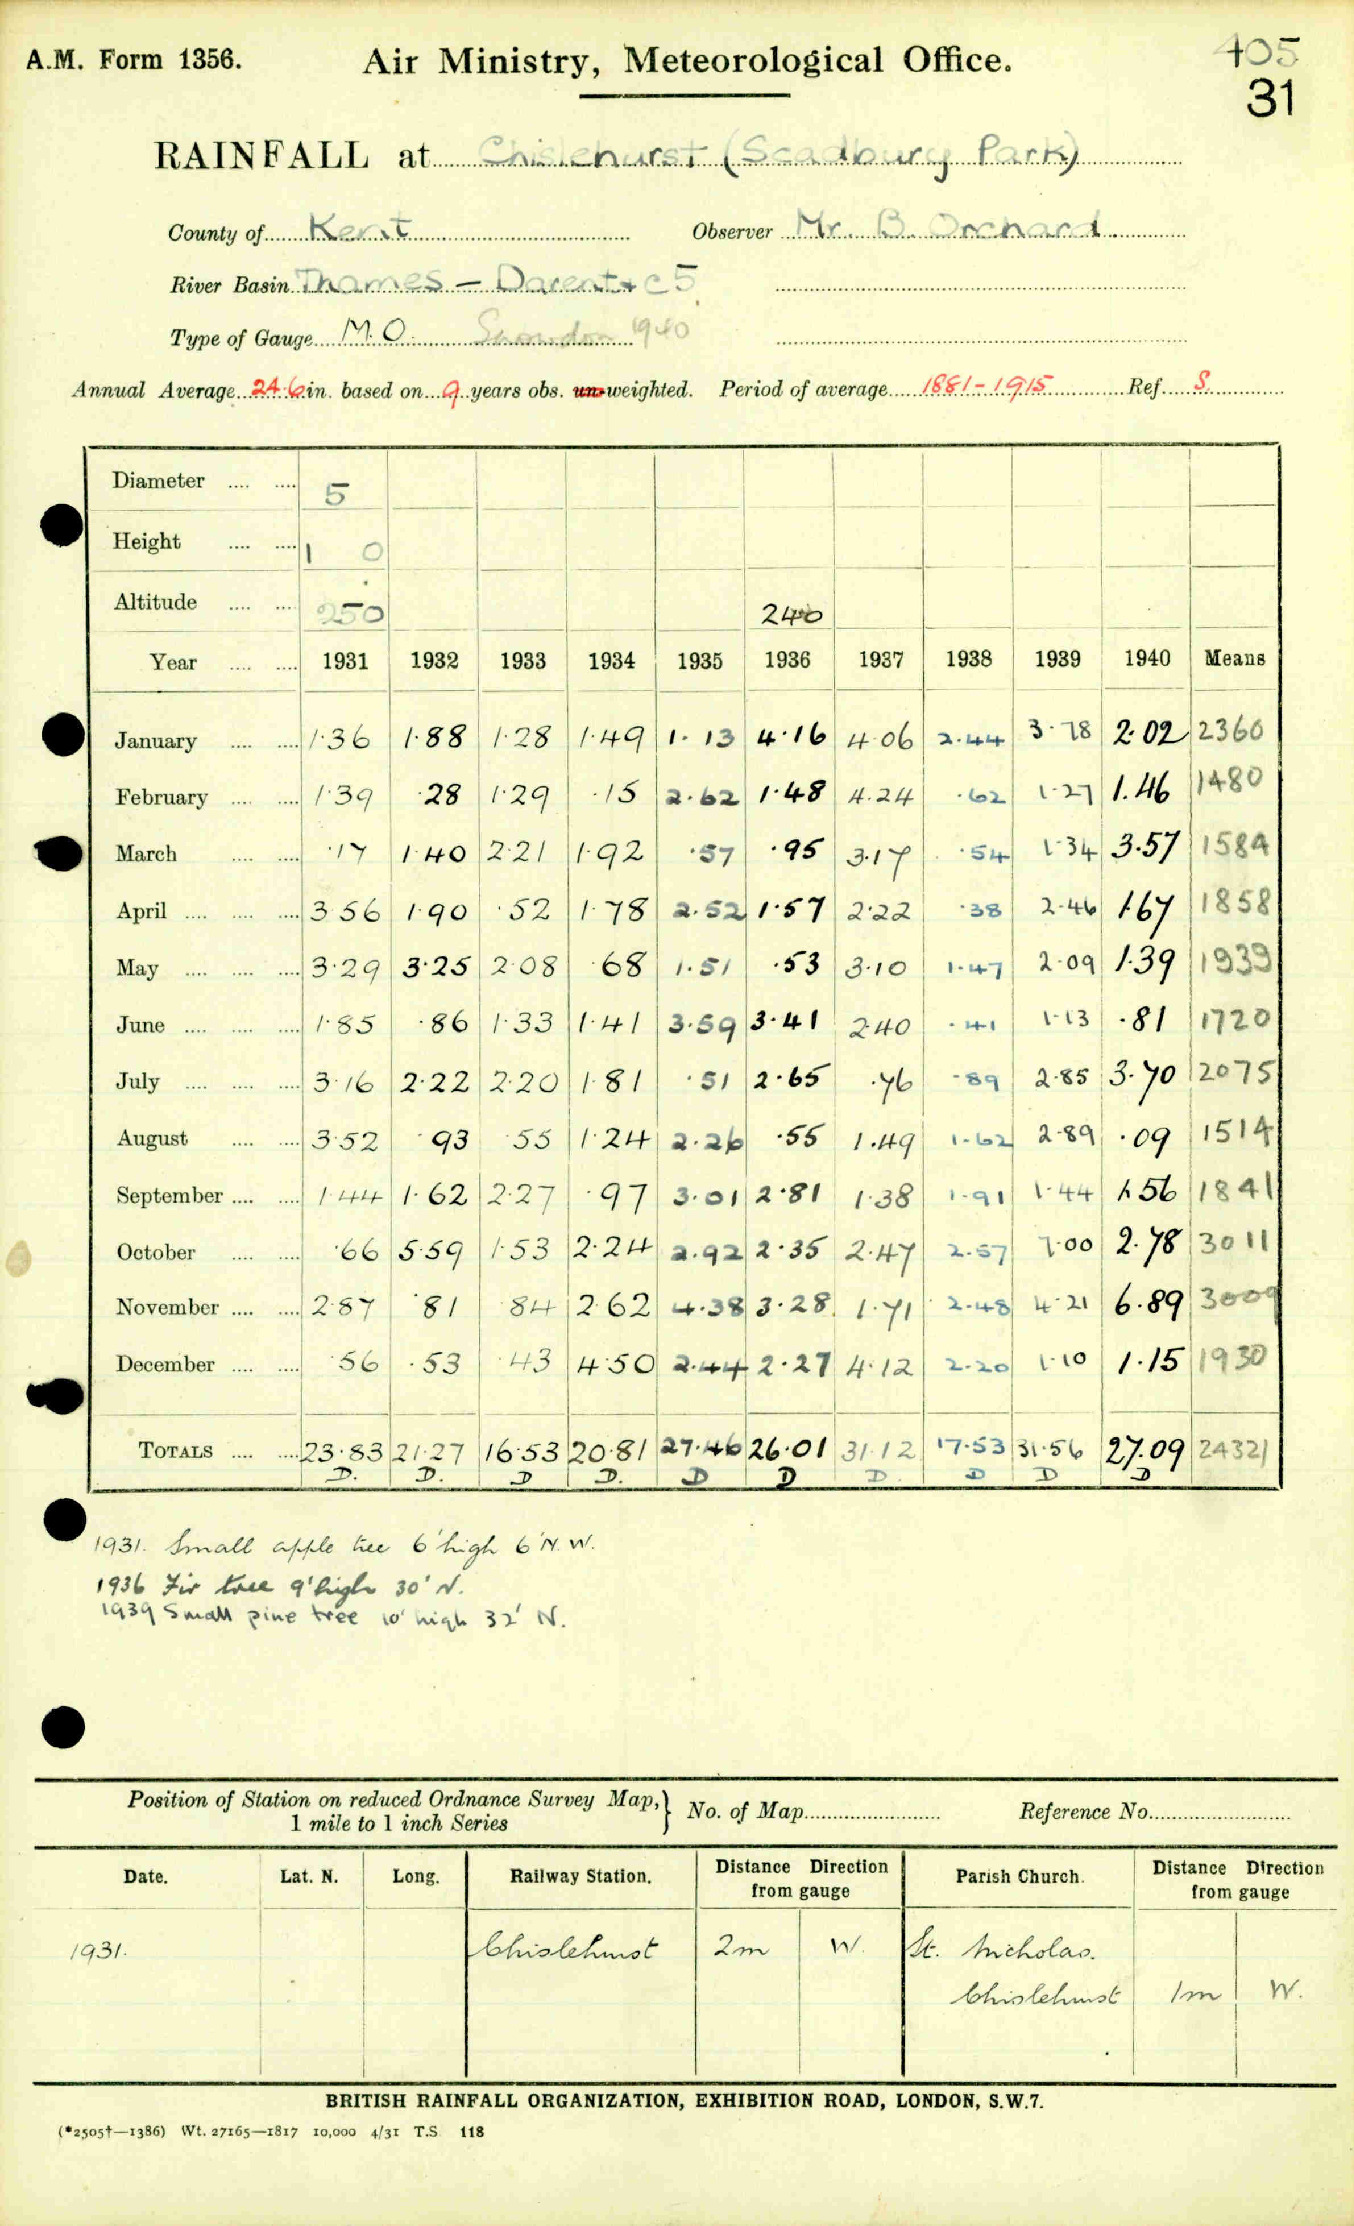 A.M. Form 1356.
Air Ministry, Meteorological Office.
405
31
RAINFALL at Chislehurst (Scadbury Park)
County of Kent Observer Mr. B. Orchard
River Basin Thames — Darent + C5
Type of Gauge M.O. Snowdon 1940
Annual Average 24.6 in. based on 9 years obs. un-weighted. Period of average 1881-1915 Ref. S.
Diameter 5
Height 1 0
Altitude 250 240
Year 1931 1932 1933 1934 1935 1936 1937 1938 1939 1940 Means
January 1.36 1.88 1.28 1.49 1.13 4.16 4.06 2.44 3.78 2.02 2360
February 1.39 .28 1.29 .15 2.62 1.48 4.24 .62 1.27 1.46 1480
March .17 1.40 2.21 1.92 .57 .95 3.17 .54 1.34 3.57 1584
April 3.56 1.90 .52 1.78 2.52 1.57 2.22 .38 2.46 1.67 1858
May 3.29 3.25 2.08 .68 1.51 .53 3.10 1.47 2.09 1.39 1939
June 1.85 .86 1.33 1.41 3.59 3.41 2.40 .41 1.13 .81 1720
July 3.16 2.22 2.20 1.81 .51 2.65 .76 .89 2.85 3.70 2075
August 3.52 .93 .55 1.24 2.26 .55 1.49 1.62 2.89 .09 1514
September 1.44 1.62 2.27 .97 3.01 2.81 1.38 1.91 1.44 1.56 1841
October .66 5.59 1.53 2.24 2.92 2.35 2.47 2.57 7.00 2.78 3011
November 2.87 .81 .84 2.62 4.38 3.28 1.71 2.48 4.21 6.89 3009
December .56 .53 .43 4.50 2.44 2.27 4.12 2.20 1.10 1.15 1930
TOTALS 23.83 21.27 16.53 20.81 27.46 26.01 31.12 17.53 31.56 27.09 24321
D. D. D D. D D D. D D D
1931. Small apple tree 6' high 6' N.W.
1936 Fir tree 9' high 30' N.
1939 Small pine tree 10' high 32' N.
Position of Station on reduced Ordnance Survey Map, 1 mile to 1 inch Series } No. of Map Reference No.
Date. Lat. N. Long. Railway Station. Distance Direction from gauge Parish Church. Distance Direction from gauge
1931. Chislehurst 2m W. St. Nicholas.
Chislehurst 1m W.
BRITISH RAINFALL ORGANIZATION, EXHIBITION ROAD, LONDON, S.W.7.
(*2505†—1386) Wt. 27165—1817 10,000 4/31 T.S. 118